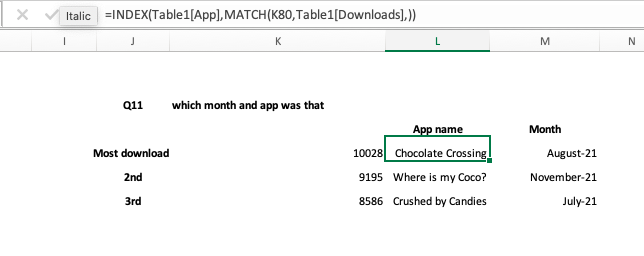 Italic =INDEX(Table1[App],MATCH(K80,Table1[Downloads],))
I J K L M N
Q11 which month and app was that
App name Month
Most download 10028 Chocolate Crossing August-21
2nd 9195 Where is my Coco? November-21
3rd 8586 Crushed by Candies July-21